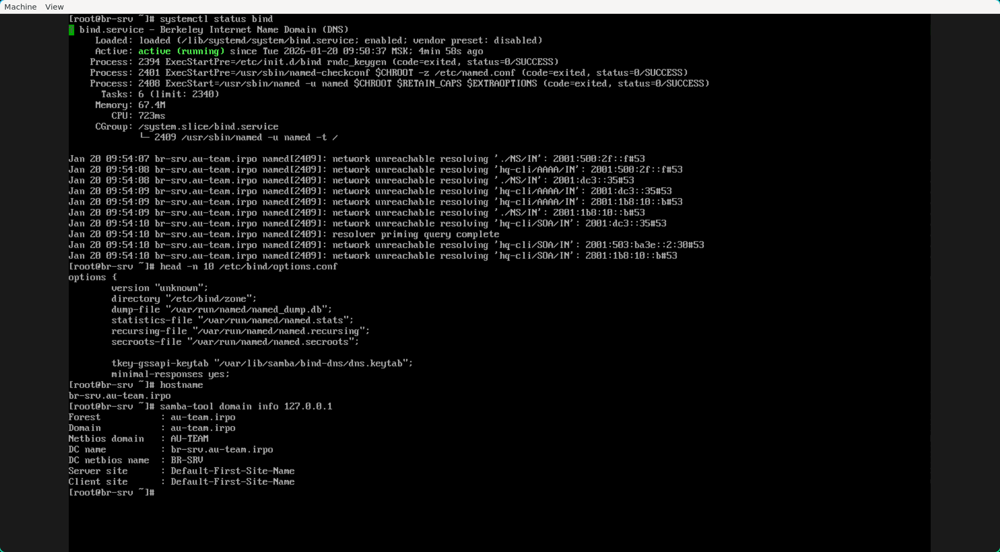 Machine View
[root@br-srv ~]# systemctl status bind
? bind.service - Berkeley Internet Name Domain (DNS)
     Loaded: loaded (/lib/systemd/system/bind.service; enabled; vendor preset: disabled)
     Active: active (running) since Tue 2026-01-20 09:50:37 MSK; 4min 58s ago
    Process: 2394 ExecStartPre=/etc/init.d/bind rndc_keygen (code=exited, status=0/SUCCESS)
    Process: 2401 ExecStartPre=/usr/sbin/named-checkconf $CHROOT -z /etc/named.conf (code=exited, status=0/SUCCESS)
    Process: 2408 ExecStart=/usr/sbin/named -u named $CHROOT $RETAIN_CAPS $EXTRAOPTIONS (code=exited, status=0/SUCCESS)
      Tasks: 6 (limit: 2340)
     Memory: 67.4M
        CPU: 723ms
     CGroup: /system.slice/bind.service
             └─ 2409 /usr/sbin/named -u named -t /
Jan 20 09:54:07 br-srv.au-team.irpo named[2409]: network unreachable resolving './NS/IN': 2001:500:2f::f#53
Jan 20 09:54:08 br-srv.au-team.irpo named[2409]: network unreachable resolving 'hq-cli/AAAA/IN': 2001:500:2f::f#53
Jan 20 09:54:08 br-srv.au-team.irpo named[2409]: network unreachable resolving './NS/IN': 2001:dc3::35#53
Jan 20 09:54:09 br-srv.au-team.irpo named[2409]: network unreachable resolving 'hq-cli/AAAA/IN': 2001:dc3::35#53
Jan 20 09:54:09 br-srv.au-team.irpo named[2409]: network unreachable resolving 'hq-cli/AAAA/IN': 2801:1b8:10::b#53
Jan 20 09:54:09 br-srv.au-team.irpo named[2409]: network unreachable resolving './NS/IN': 2801:1b8:10::b#53
Jan 20 09:54:10 br-srv.au-team.irpo named[2409]: network unreachable resolving 'hq-cli/SOA/IN': 2001:dc3::35#53
Jan 20 09:54:10 br-srv.au-team.irpo named[2409]: resolver priming query complete
Jan 20 09:54:10 br-srv.au-team.irpo named[2409]: network unreachable resolving 'hq-cli/SOA/IN': 2001:503:ba3e::2:30#53
Jan 20 09:54:10 br-srv.au-team.irpo named[2409]: network unreachable resolving 'hq-cli/SOA/IN': 2801:1b8:10::b#53
[root@br-srv ~]# head -n 10 /etc/bind/options.conf
options {
        version "unknown";
        directory "/etc/bind/zone";
        dump-file "/var/run/named/named_dump.db";
        statistics-file "/var/run/named/named.stats";
        recursing-file "/var/run/named/named.recursing";
        secroots-file "/var/run/named/named.secroots";
        tkey-gssapi-keytab "/var/lib/samba/bind-dns/dns.keytab";
        minimal-responses yes;
[root@br-srv ~]# hostname
br-srv.au-team.irpo
[root@br-srv ~]# samba-tool domain info 127.0.0.1
Forest           : au-team.irpo
Domain           : au-team.irpo
Netbios domain   : AU-TEAM
DC name          : br-srv.au-team.irpo
DC netbios name  : BR-SRV
Server site      : Default-First-Site-Name
Client site      : Default-First-Site-Name
[root@br-srv ~]#